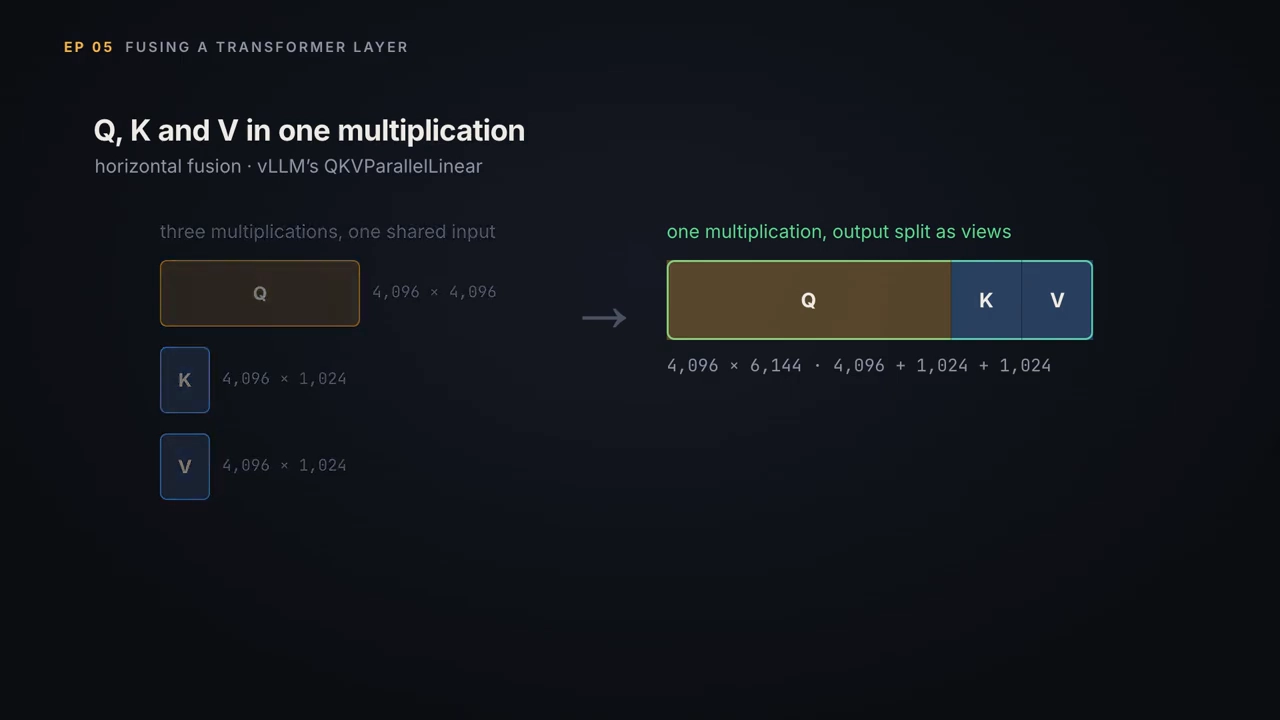 EP 05 FUSING A TRANSFORMER LAYER
Q, K and V in one multiplication
horizontal fusion · vLLM’s QKVParallelLinear
three multiplications, one shared input
Q 4,096 × 4,096
K 4,096 × 1,024
V 4,096 × 1,024
→
one multiplication, output split as views
Q K V
4,096 × 6,144 · 4,096 + 1,024 + 1,024